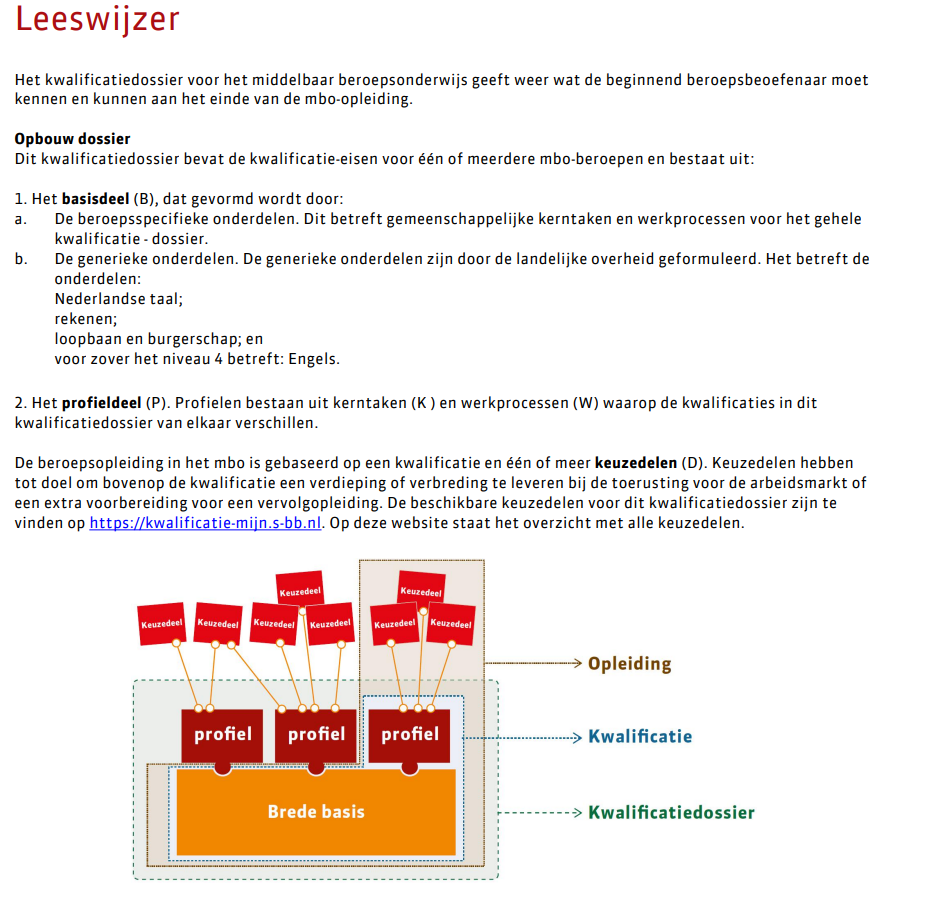 Leeswijzer
Het kwalificatiedossier voor het middelbaar beroepsonderwijs geeft weer wat de beginnend beroepsbeoefenaar moet
kennen en kunnen aan het einde van de mbo-opleiding.
Opbouw dossier
Dit kwalificatiedossier bevat de kwalificatie-eisen voor één of meerdere mbo-beroepen en bestaat uit:
1. Het basisdeel (B), dat gevormd wordt door:
a. De beroepsspecifieke onderdelen. Dit betreft gemeenschappelijke kerntaken en werkprocessen voor het gehele
kwalificatie - dossier.
b. De generieke onderdelen. De generieke onderdelen zijn door de landelijke overheid geformuleerd. Het betreft de
onderdelen:
Nederlandse taal;
rekenen;
loopbaan en burgerschap; en
voor zover het niveau 4 betreft: Engels.
2. Het profieldeel (P). Profielen bestaan uit kerntaken (K ) en werkprocessen (W) waarop de kwalificaties in dit
kwalificatiedossier van elkaar verschillen.
De beroepsopleiding in het mbo is gebaseerd op een kwalificatie en één of meer keuzedelen (D). Keuzedelen hebben
tot doel om bovenop de kwalificatie een verdieping of verbreding te leveren bij de toerusting voor de arbeidsmarkt of
een extra voorbereiding voor een vervolgopleiding. De beschikbare keuzedelen voor dit kwalificatiedossier zijn te
vinden op https://kwalificatie-mijn.s-bb.nl. Op deze website staat het overzicht met alle keuzedelen.
Keuzedeel
Keuzedeel
Keuzedeel
Keuzedeel
Keuzedeel
Keuzedeel
Keuzedeel
Keuzedeel
Opleiding
profiel
profiel
profiel
Kwalificatie
Brede basis
Kwalificatiedossier